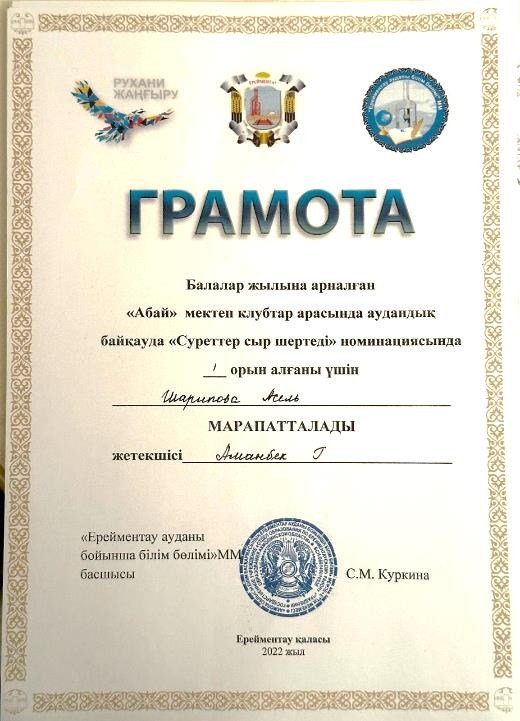 РУХАНИ
ЖАҢҒЫРУ
ЕРЕЙМЕНТАУ
ГРАМОТА
Балалар жылына арналған
«Абай» мектеп клубтар арасында аудандық
байқауда «Суреттер сыр шертеді» номинациясында
1 орын алғаны үшін
Шарипова Асель
МАРАПАТТАЛАДЫ
жетекшісі Аманбек Г
«Ерейментау ауданы
бойынша білім бөлімі»ММ
басшысы
С.М. Куркина
Ерейментау қаласы
2022 жыл